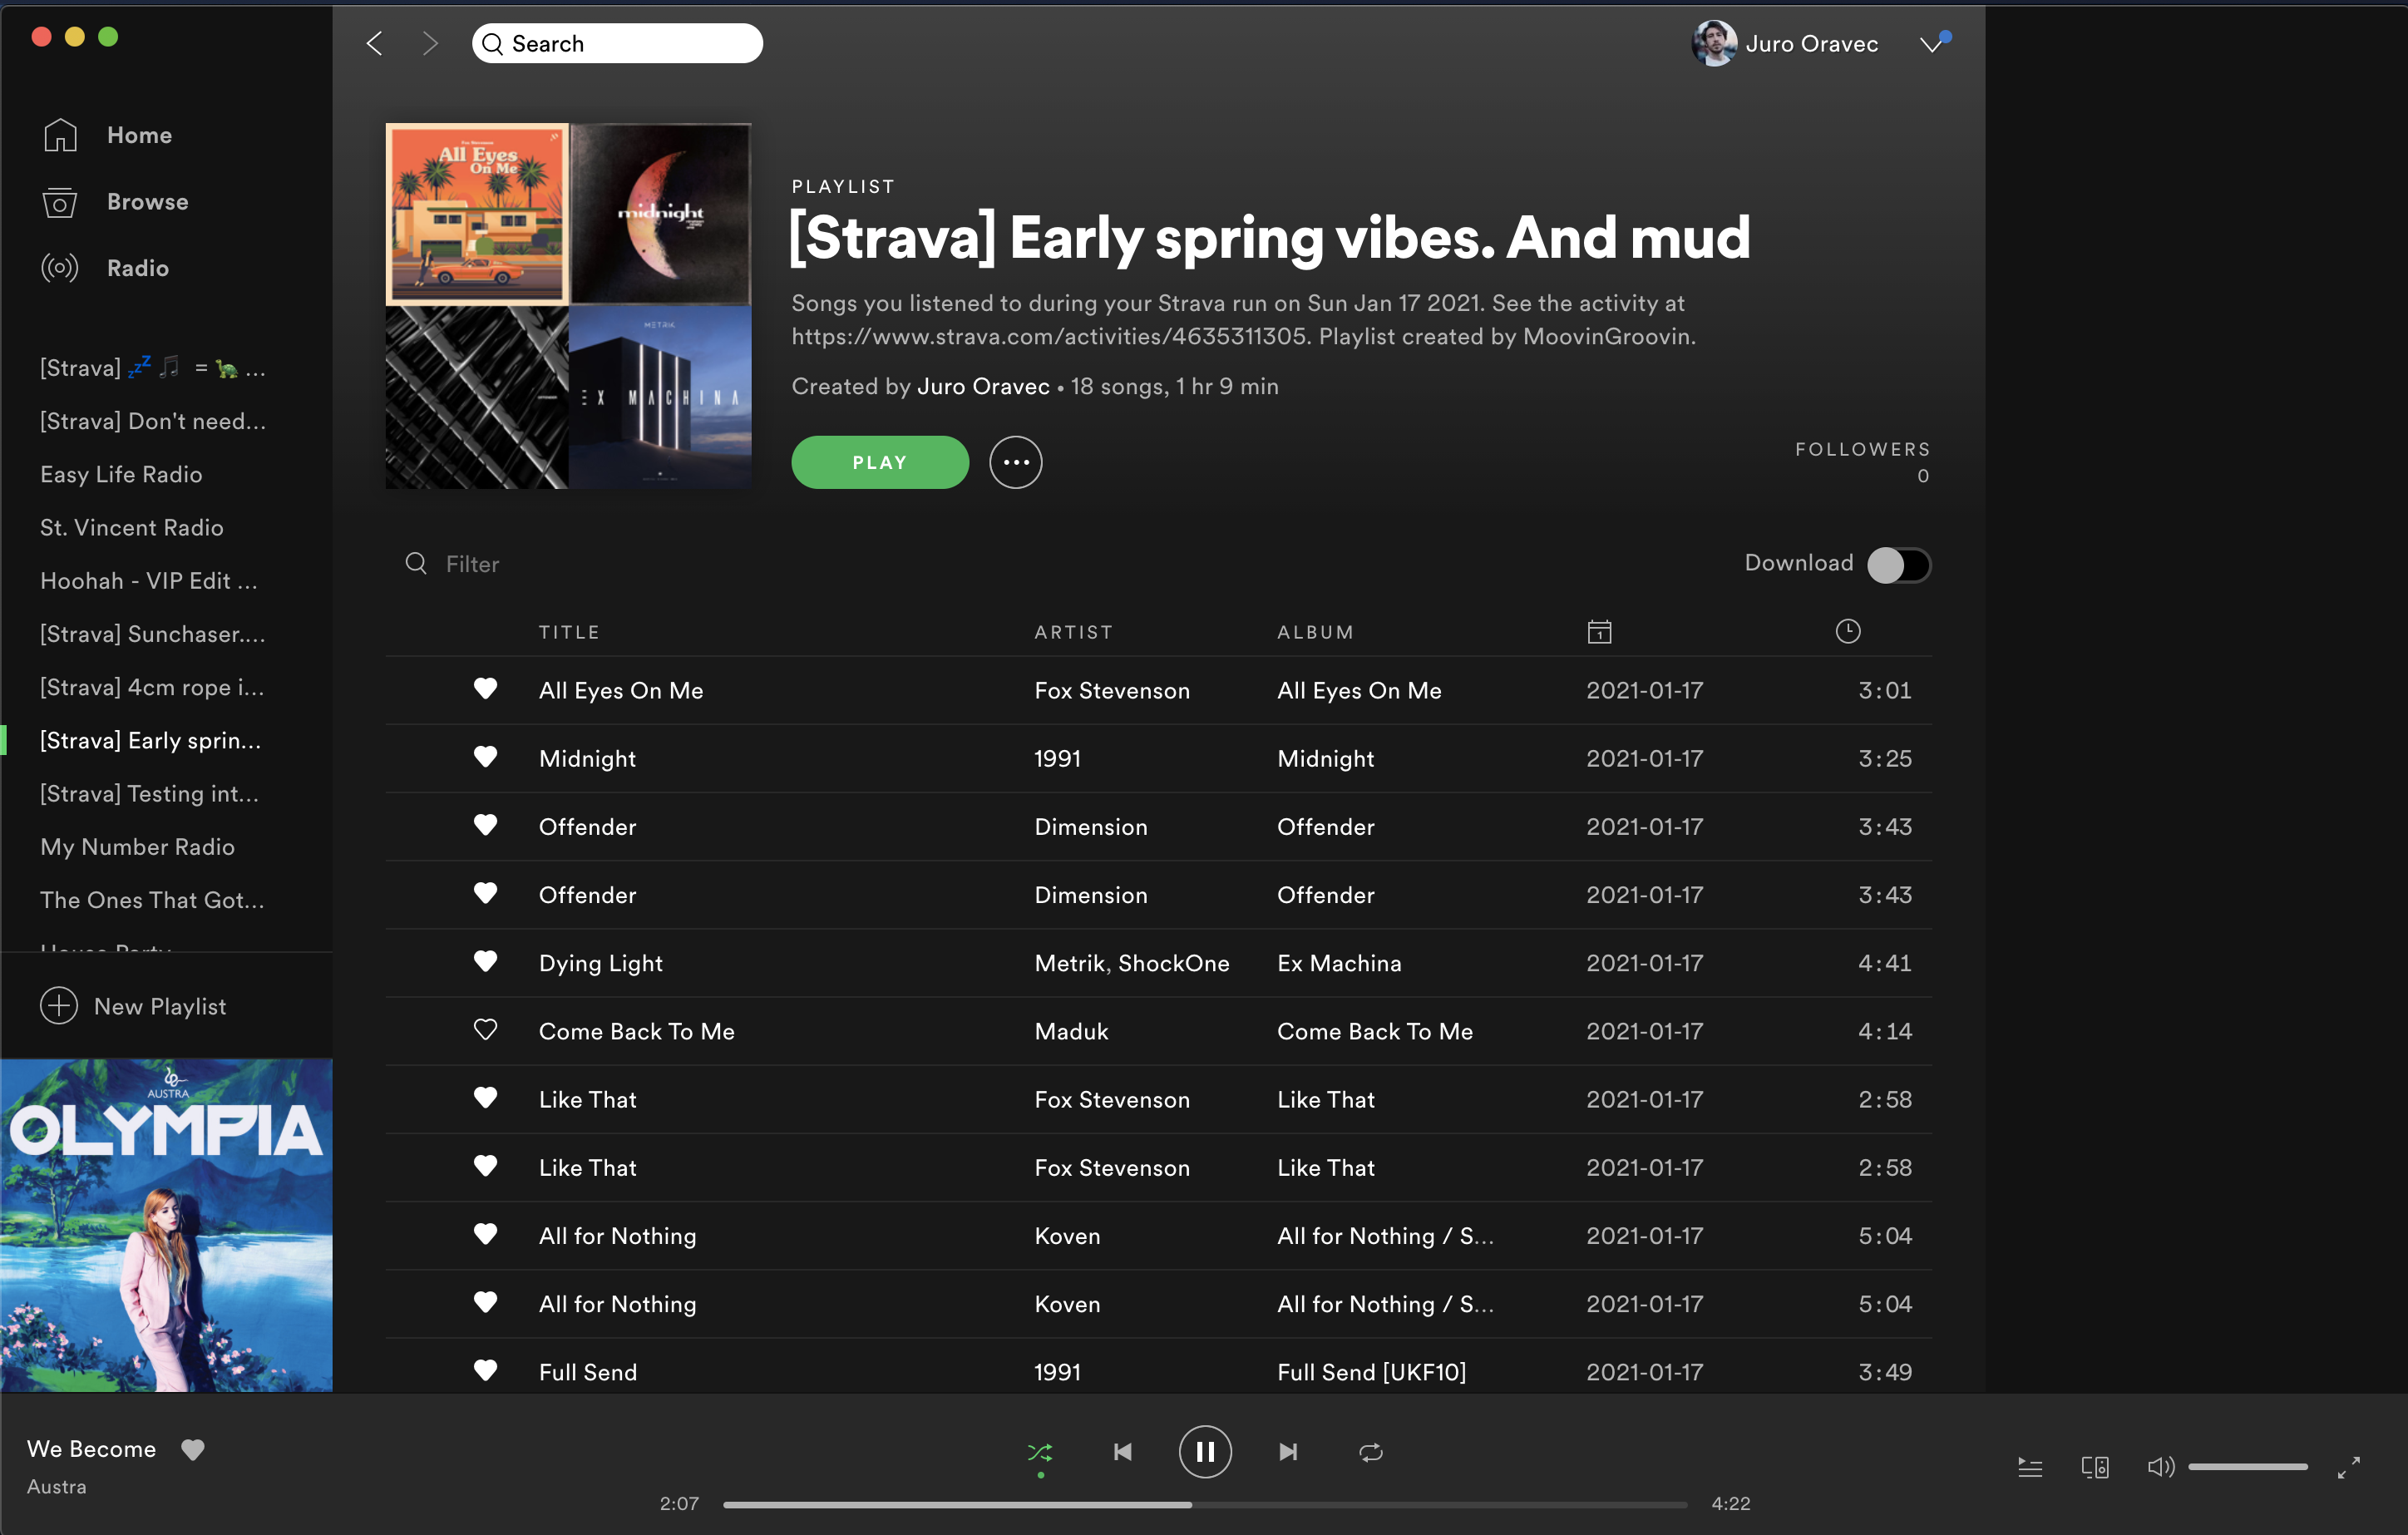 Search
Juro Oravec
Home
Browse
Radio
[Strava] 💤🎵 = 🐢 ...
[Strava] Don't need...
Easy Life Radio
St. Vincent Radio
Hoohah - VIP Edit ...
[Strava] Sunchaser....
[Strava] 4cm rope i...
[Strava] Early sprin...
[Strava] Testing int...
My Number Radio
The Ones That Got...
House Party
New Playlist
AUSTRA
OLYMPIA
All Eyes
On Me
midnight
METRIK
EX MACHINA
PLAYLIST
[Strava] Early spring vibes. And mud
Songs you listened to during your Strava run on Sun Jan 17 2021. See the activity at
https://www.strava.com/activities/4635311305. Playlist created by MoovinGroovin.
Created by Juro Oravec • 18 songs, 1 hr 9 min
PLAY
FOLLOWERS
0
Filter
Download
TITLE ARTIST ALBUM
All Eyes On Me Fox Stevenson All Eyes On Me 2021-01-17 3:01
Midnight 1991 Midnight 2021-01-17 3:25
Offender Dimension Offender 2021-01-17 3:43
Offender Dimension Offender 2021-01-17 3:43
Dying Light Metrik, ShockOne Ex Machina 2021-01-17 4:41
Come Back To Me Maduk Come Back To Me 2021-01-17 4:14
Like That Fox Stevenson Like That 2021-01-17 2:58
Like That Fox Stevenson Like That 2021-01-17 2:58
All for Nothing Koven All for Nothing / S... 2021-01-17 5:04
All for Nothing Koven All for Nothing / S... 2021-01-17 5:04
Full Send 1991 Full Send [UKF10] 2021-01-17 3:49
We Become
Austra
2:07
4:22